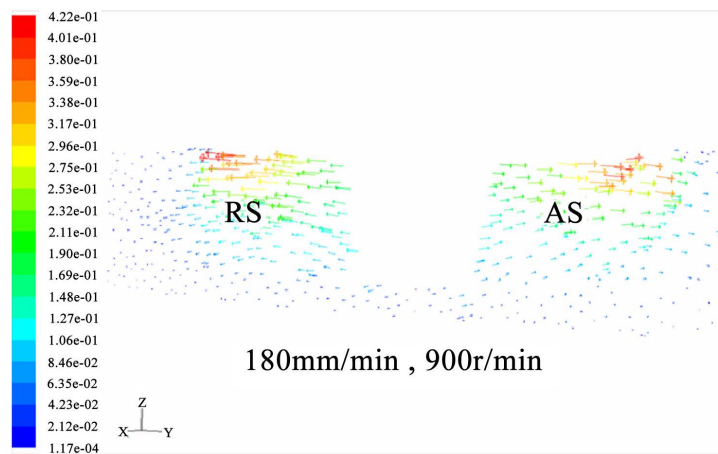 4.22e-01
4.01e-01
3.80e-01
3.59e-01
3.38e-01
3.17e-01
2.96e-01
2.75e-01
2.53e-01
2.32e-01
2.11e-01
1.90e-01
1.69e-01
1.48e-01
1.27e-01
1.06e-01
8.46e-02
6.35e-02
4.23e-02
2.12e-02
1.17e-04
RS AS
180mm/min , 900r/min
Z
X Y